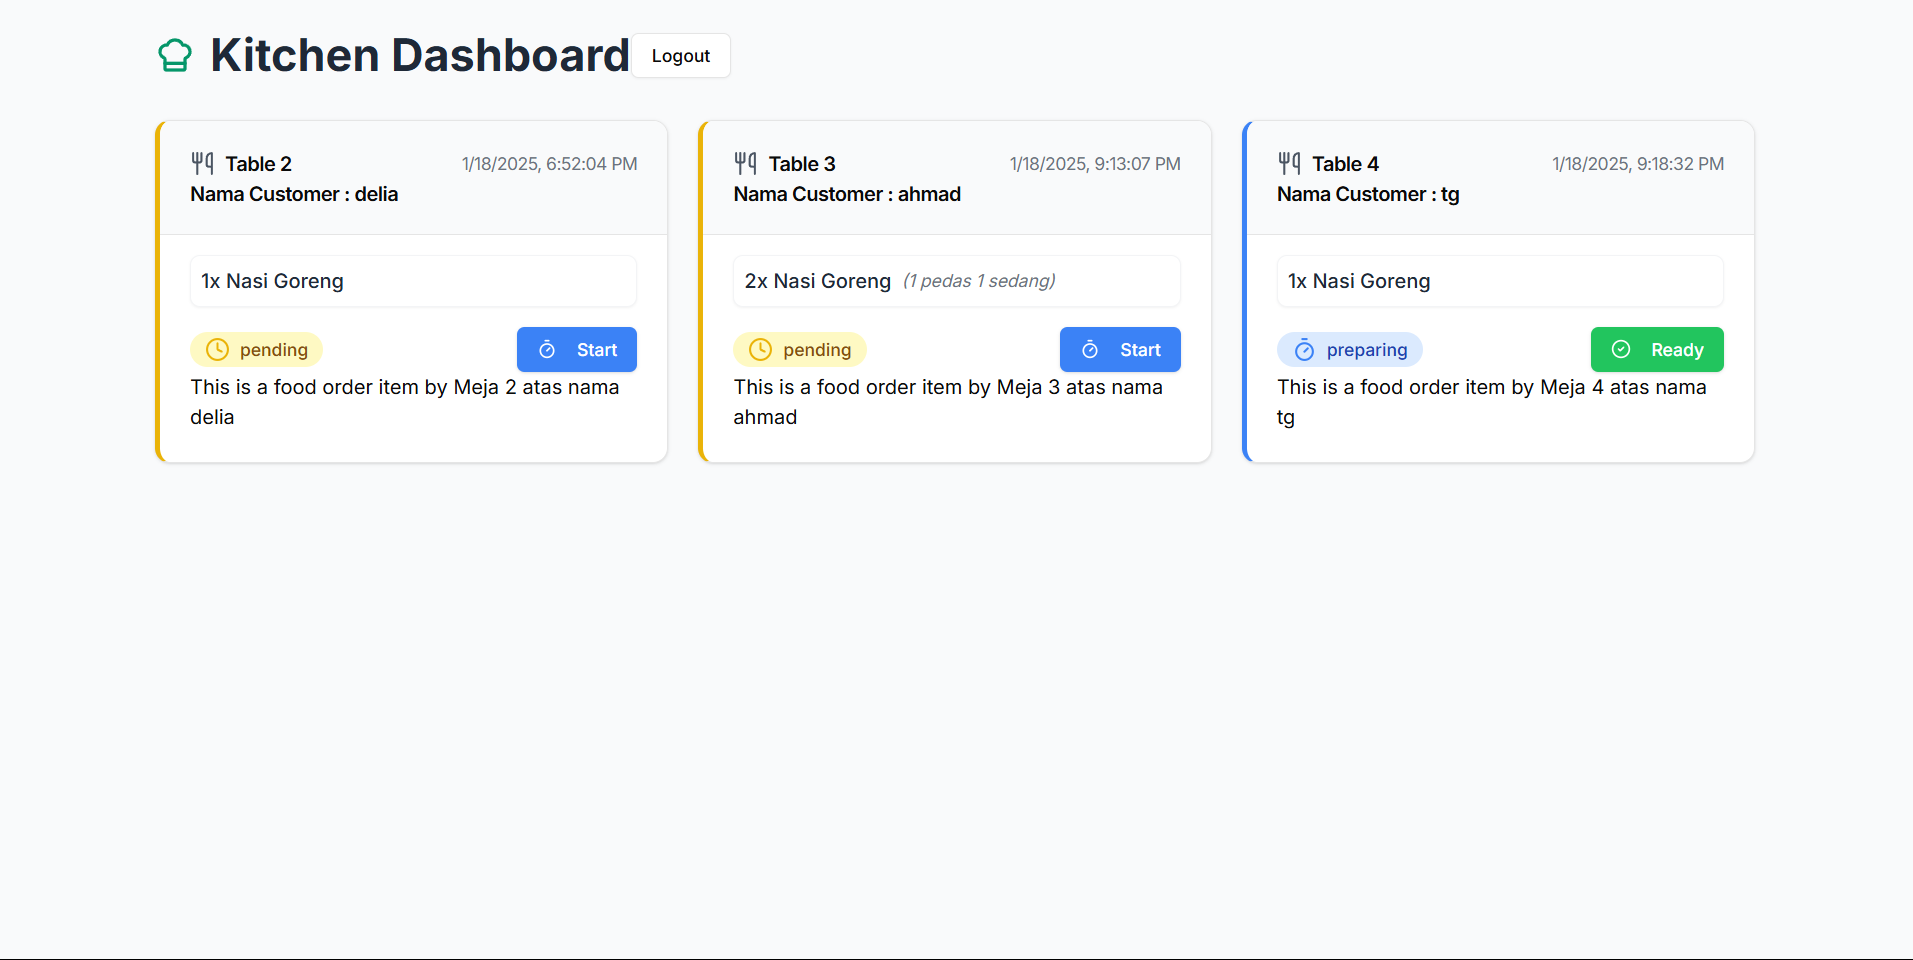 Kitchen Dashboard
Logout
Table 2
1/18/2025, 6:52:04 PM
Nama Customer : delia
1x Nasi Goreng
pending
Start
This is a food order item by Meja 2 atas nama
delia
Table 3
1/18/2025, 9:13:07 PM
Nama Customer : ahmad
2x Nasi Goreng (1 pedas 1 sedang)
pending
Start
This is a food order item by Meja 3 atas nama
ahmad
Table 4
1/18/2025, 9:18:32 PM
Nama Customer : tg
1x Nasi Goreng
preparing
Ready
This is a food order item by Meja 4 atas nama
tg